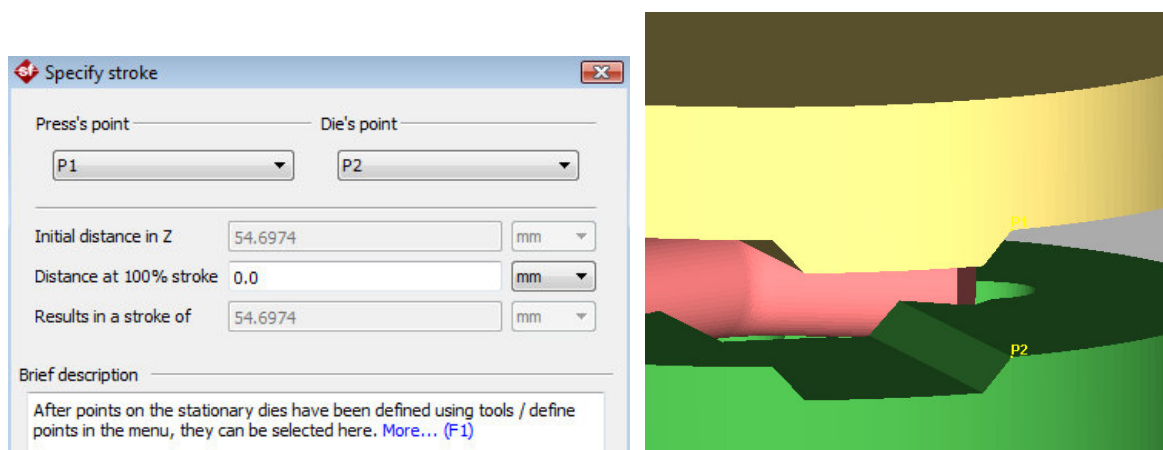 Specify stroke
Press's point
Die's point
P1
P2
Initial distance in Z 54.6974 mm
Distance at 100% stroke 0.0 mm
Results in a stroke of 54.6974 mm
Brief description
After points on the stationary dies have been defined using tools / define
points in the menu, they can be selected here. More... (F1)
P1
P2